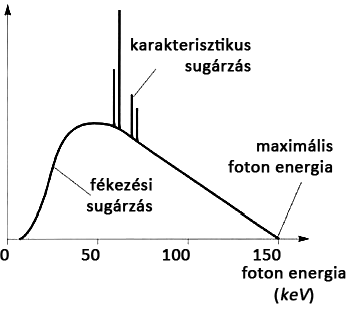 karakterisztikus
sugárzás
maximális
foton energia
fékezési
sugárzás
0 50 100 150
foton energia
(keV)